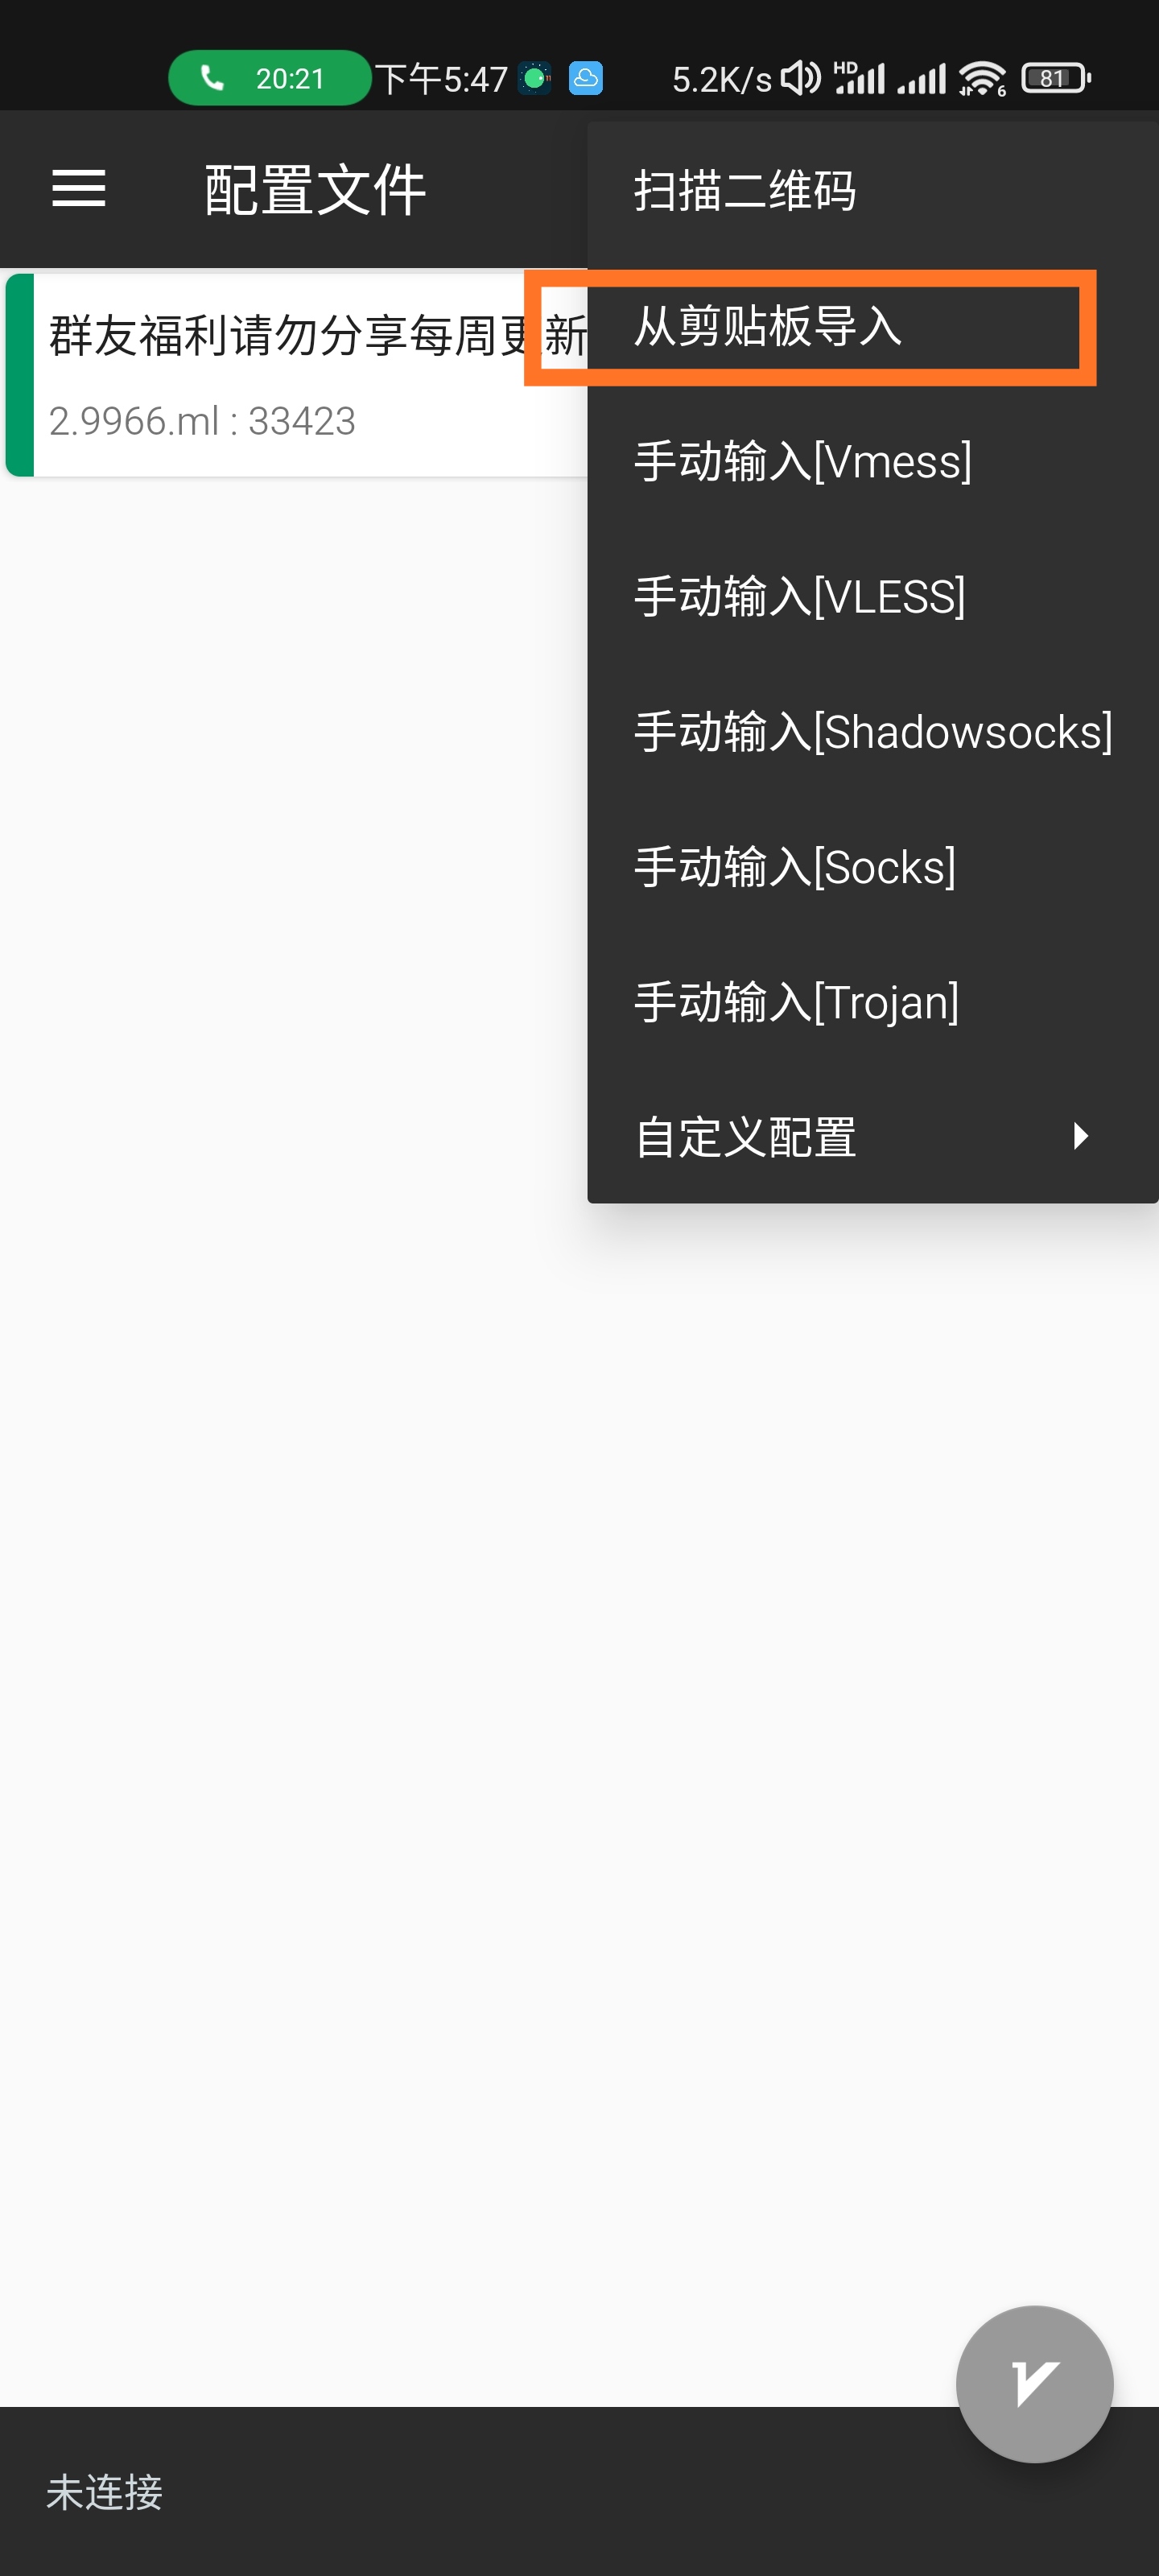 20:21 下午5:47 5.2K/s HD 6 81
配置文件
扫描二维码
群友福利请勿分享每周更新
从剪贴板导入
2.9966.ml : 33423
手动输入[Vmess]
手动输入[VLESS]
手动输入[Shadowsocks]
手动输入[Socks]
手动输入[Trojan]
自定义配置
未连接